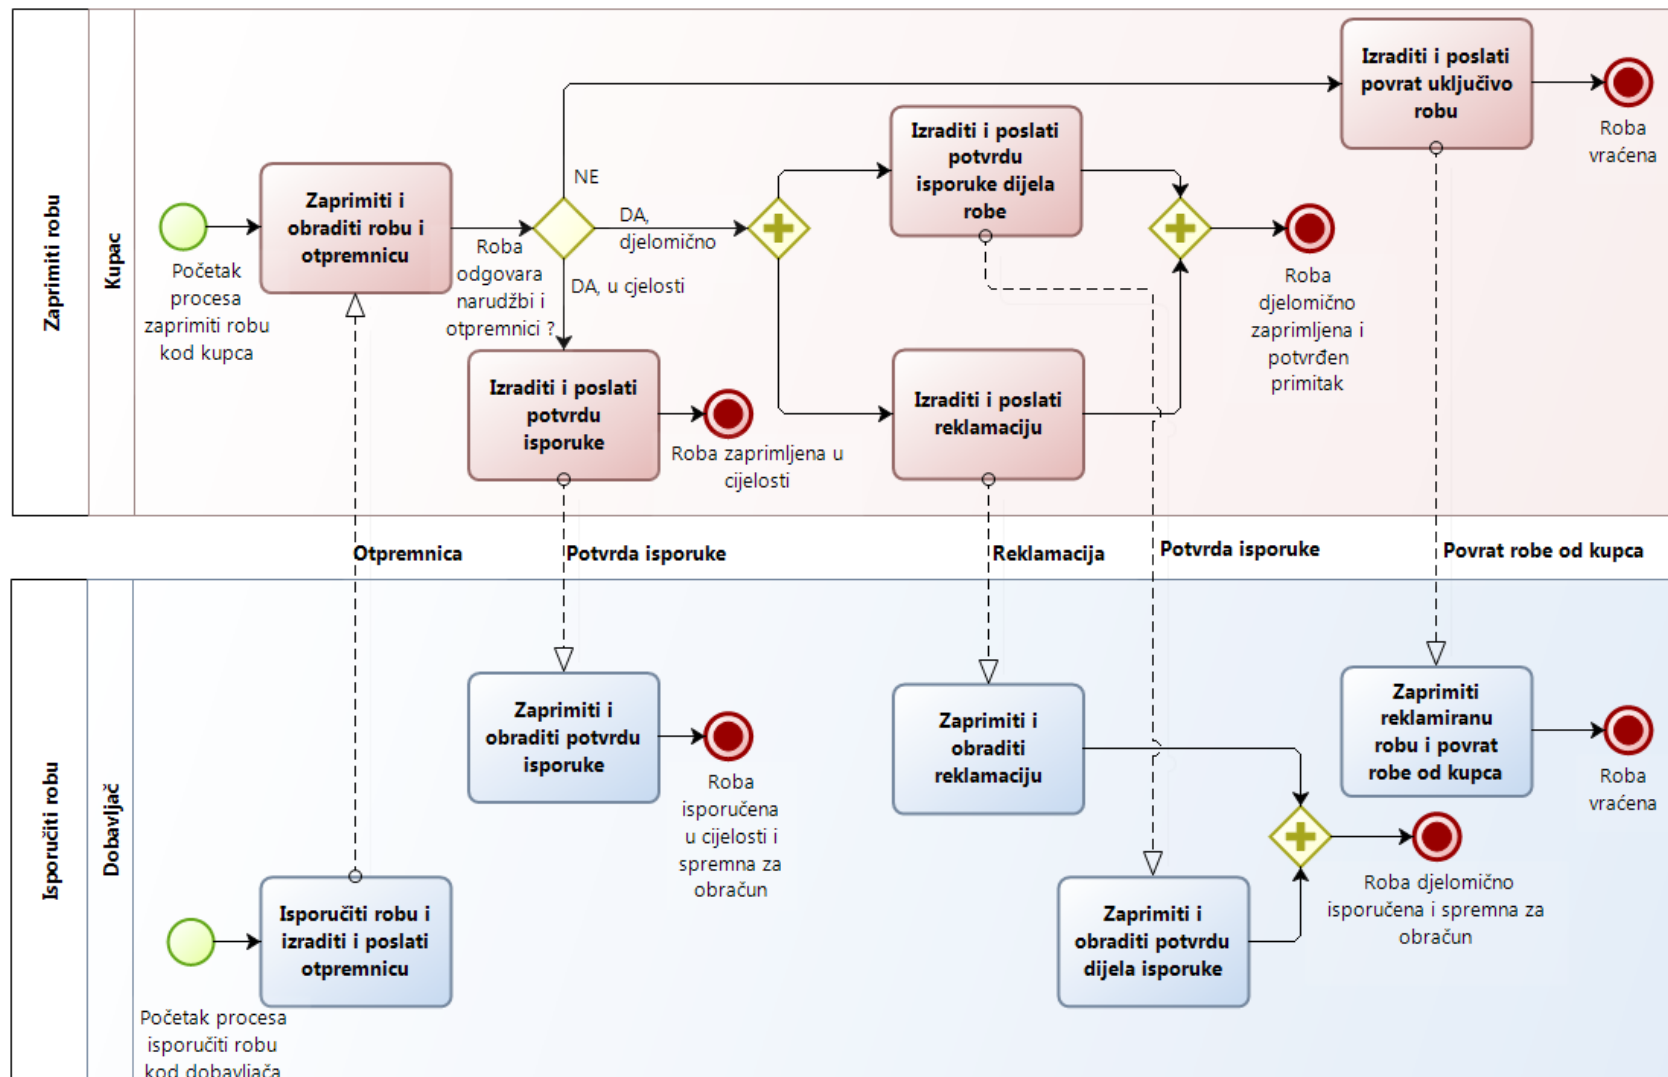 Zaprimiti robu
Kupac
Početak
procesa
zaprimiti robu
kod kupca
Zaprimiti i
obraditi robu i
otpremnicu
Roba
odgovara
narudžbi i
otpremnici ?
NE
DA,
djelomično
DA, u cjelosti
Izraditi i poslati
potvrdu
isporuke
Roba zaprimljena u
cijelosti
Izraditi i poslati
potvrdu
isporuke dijela
robe
Izraditi i poslati
reklamaciju
Roba
djelomično
zaprimljena i
potvrđen
primitak
Izraditi i poslati
povrat uključivo
robu
Roba
vraćena
Otpremnica
Potvrda isporuke
Reklamacija
Potvrda isporuke
Povrat robe od kupca
Isporučiti robu
Dobavljač
Početak procesa
isporučiti robu
kod dobavljača
Isporučiti robu i
izraditi i poslati
otpremnicu
Zaprimiti i
obraditi potvrdu
isporuke
Roba
isporučena
u cijelosti i
spremna za
obračun
Zaprimiti i
obraditi
reklamaciju
Zaprimiti i
obraditi potvrdu
dijela isporuke
Roba djelomično
isporučena i spremna za
obračun
Zaprimiti
reklamiranu
robu i povrat
robe od kupca
Roba
vraćena